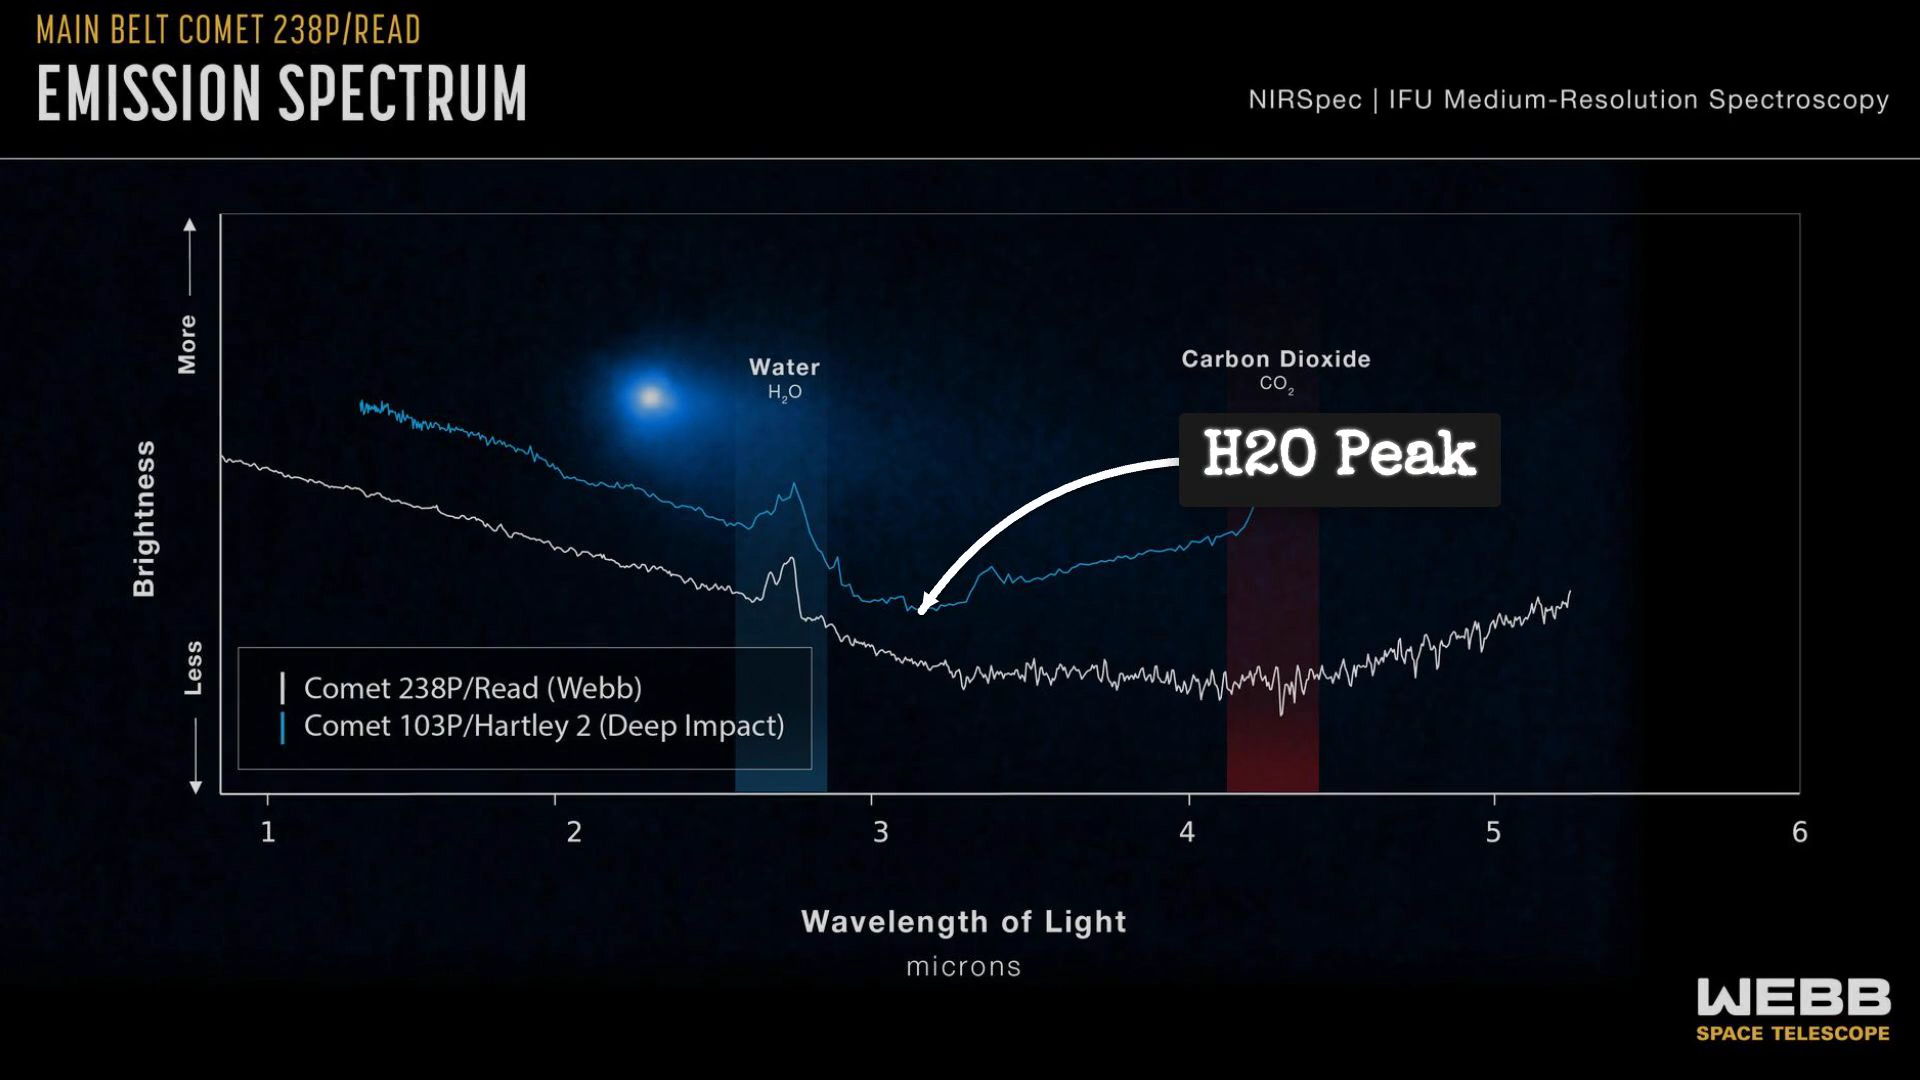 MAIN BELT COMET 238P/READ
EMISSION SPECTRUM
NIRSpec | IFU Medium-Resolution Spectroscopy
More
Brightness
Less
Water
H₂O
Carbon Dioxide
CO₂
H2O Peak
Comet 238P/Read (Webb)
Comet 103P/Hartley 2 (Deep Impact)
1 2 3 4 5 6
Wavelength of Light
microns
WEBB
SPACE TELESCOPE